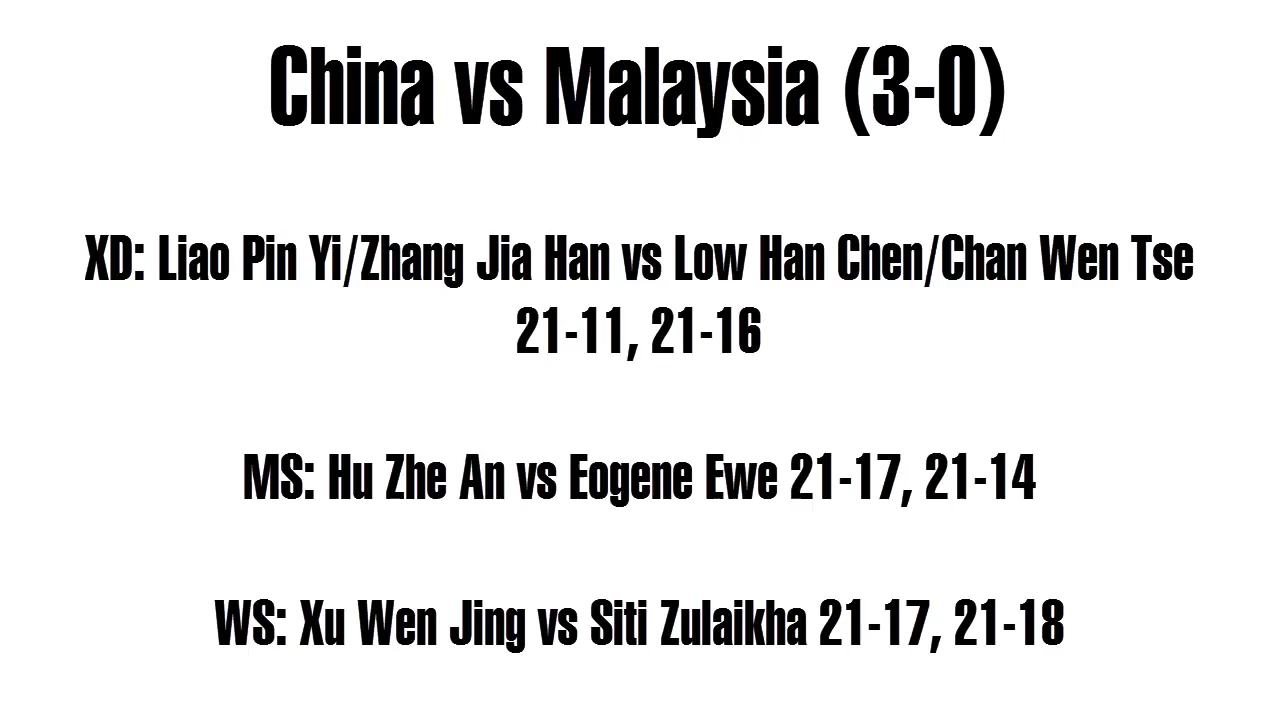 China vs Malaysia (3-0)
XD: Liao Pin Yi/Zhang Jia Han vs Low Han Chen/Chan Wen Tse
21-11, 21-16
MS: Hu Zhe An vs Eogene Ewe 21-17, 21-14
WS: Xu Wen Jing vs Siti Zulaikha 21-17, 21-18